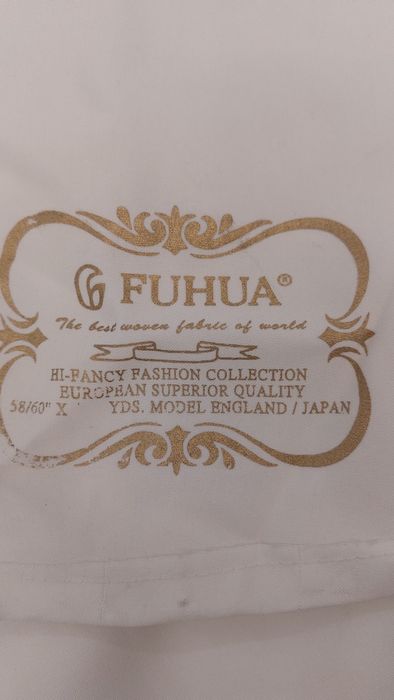 FUHUA®
The best woven fabric of world
HI-FANCY FASHION COLLECTION
EUROPEAN SUPERIOR QUALITY
58/60" X YDS. MODEL ENGLAND / JAPAN